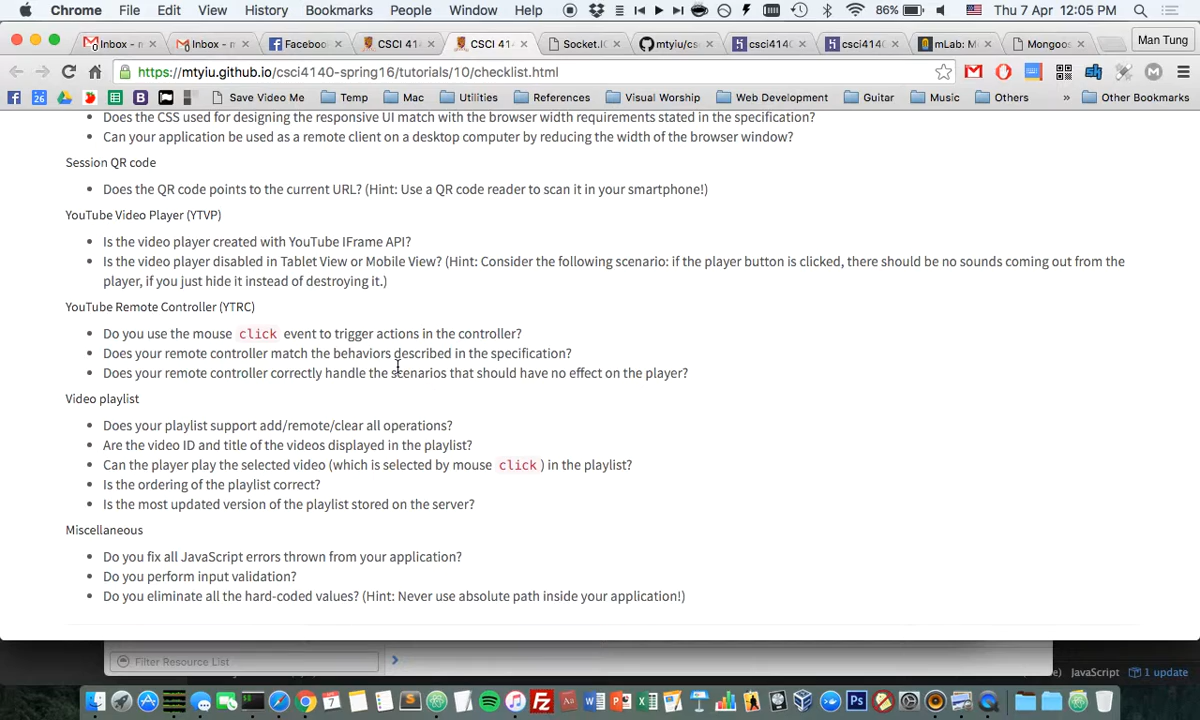 Chrome File Edit View History Bookmarks People Window Help 86% Thu 7 Apr 12:05 PM
Inbox - n Inbox - n Faceboo CSCI 41 CSCI 41 Socket.I mtyiu/cs csci414 csci414 mLab: M Mongoos Man Tung
https://mtyiu.github.io/csci4140-spring16/tutorials/10/checklist.html
Save Video Me Temp Mac Utilities References Visual Worship Web Development Guitar Music Others » Other Bookmarks
Does the CSS used for designing the responsive UI match with the browser width requirements stated in the specification?
Can your application be used as a remote client on a desktop computer by reducing the width of the browser window?
Session QR code
Does the QR code points to the current URL? (Hint: Use a QR code reader to scan it in your smartphone!)
YouTube Video Player (YTVP)
Is the video player created with YouTube IFrame API?
Is the video player disabled in Tablet View or Mobile View? (Hint: Consider the following scenario: if the player button is clicked, there should be no sounds coming out from the
player, if you just hide it instead of destroying it.)
YouTube Remote Controller (YTRC)
Do you use the mouse click event to trigger actions in the controller?
Does your remote controller match the behaviors described in the specification?
Does your remote controller correctly handle the scenarios that should have no effect on the player?
Video playlist
Does your playlist support add/remote/clear all operations?
Are the video ID and title of the videos displayed in the playlist?
Can the player play the selected video (which is selected by mouse click ) in the playlist?
Is the ordering of the playlist correct?
Is the most updated version of the playlist stored on the server?
Miscellaneous
Do you fix all JavaScript errors thrown from your application?
Do you perform input validation?
Do you eliminate all the hard-coded values? (Hint: Never use absolute path inside your application!)
Filter Resource List
JavaScript 1 update